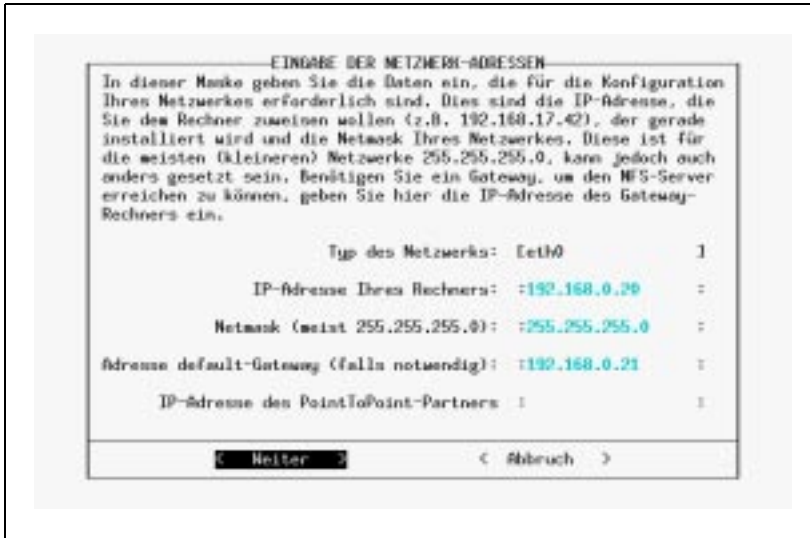 EINGABE DER NETZWERK-ADRESSEN
In dieser Maske geben Sie die Daten ein, die für die Konfiguration
Ihres Netzwerkes erforderlich sind. Dies sind die IP-Adresse, die
Sie dem Rechner zuweisen wollen (z.B. 192.168.17.42), der gerade
installiert wird und die Netmask Ihres Netzwerkes. Diese ist für
die meisten (kleineren) Netzwerke 255.255.255.0, kann jedoch auch
anders gesetzt sein. Benötigen Sie ein Gateway, um den NFS-Server
erreichen zu können, geben Sie hier die IP-Adresse des Gateway-
Rechners ein.
Typ des Netzwerks: [eth0 ]
IP-Adresse Ihres Rechners: :192.168.0.20 :
Netmask (meist 255.255.255.0): :255.255.255.0 :
Adresse default-Gateway (falls notwendig): :192.168.0.21 :
IP-Adresse des PointToPoint-Partners : :
< Weiter > < Abbruch >